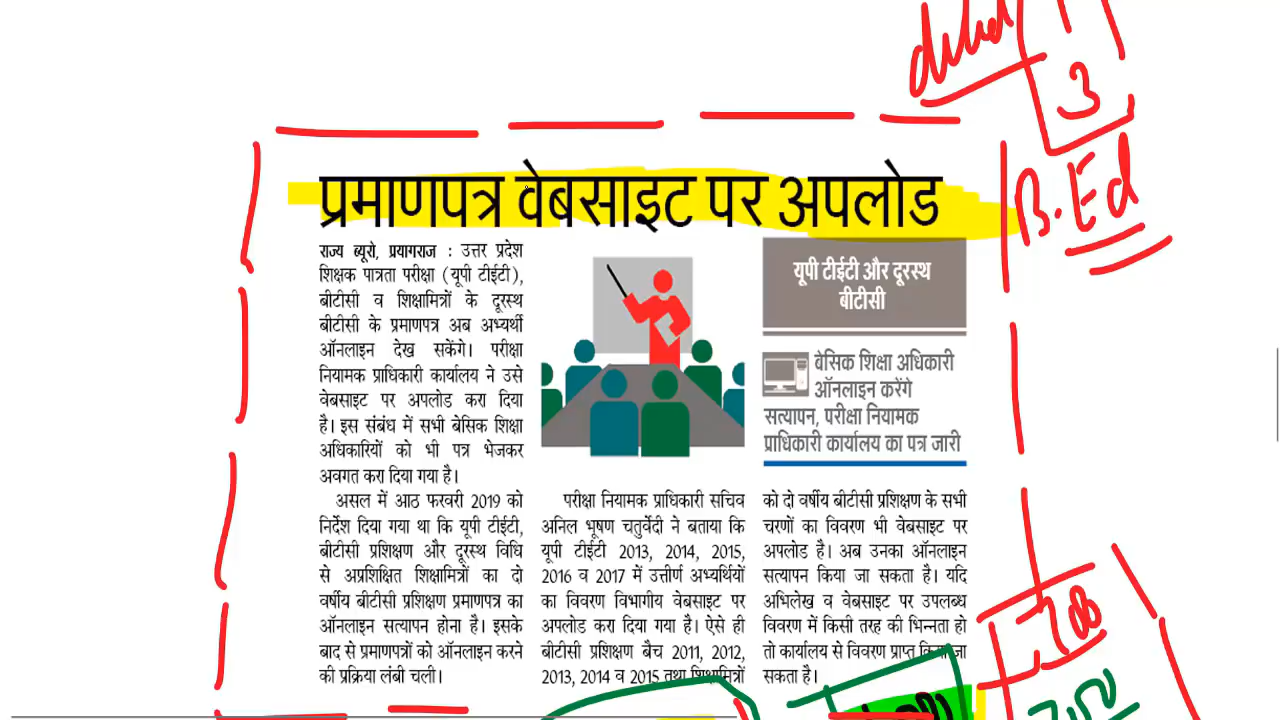 3
B.Ed
प्रमाणपत्र वेबसाइट पर अपलोड
राज्य ब्यूरो, प्रयागराज : उत्तर प्रदेश
शिक्षक पात्रता परीक्षा (यूपी टीईटी),
बीटीसी व शिक्षामित्रों के दूरस्थ
बीटीसी के प्रमाणपत्र अब अभ्यर्थी
ऑनलाइन देख सकेंगे। परीक्षा
नियामक प्राधिकारी कार्यालय ने उसे
वेबसाइट पर अपलोड करा दिया
है। इस संबंध में सभी बेसिक शिक्षा
अधिकारियों को भी पत्र भेजकर
अवगत करा दिया गया है।
असल में आठ फरवरी 2019 को
निर्देश दिया गया था कि यूपी टीईटी,
बीटीसी प्रशिक्षण और दूरस्थ विधि
से अप्रशिक्षित शिक्षामित्रों का दो
वर्षीय बीटीसी प्रशिक्षण प्रमाणपत्र का
ऑनलाइन सत्यापन होना है। इसके
बाद से प्रमाणपत्रों को ऑनलाइन करने
की प्रक्रिया लंबी चली।
परीक्षा नियामक प्राधिकारी सचिव
अनिल भूषण चतुर्वेदी ने बताया कि
यूपी टीईटी 2013, 2014, 2015,
2016 व 2017 में उत्तीर्ण अभ्यर्थियों
का विवरण विभागीय वेबसाइट पर
अपलोड करा दिया गया है। ऐसे ही
बीटीसी प्रशिक्षण बैच 2011, 2012,
2013, 2014 व 2015 तथा शिक्षामित्रों
यूपी टीईटी और दूरस्थ
बीटीसी
बेसिक शिक्षा अधिकारी
ऑनलाइन करेंगे
सत्यापन, परीक्षा नियामक
प्राधिकारी कार्यालय का पत्र जारी
को दो वर्षीय बीटीसी प्रशिक्षण के सभी
चरणों का विवरण भी वेबसाइट पर
अपलोड है। अब उनका ऑनलाइन
सत्यापन किया जा सकता है। यदि
अभिलेख व वेबसाइट पर उपलब्ध
विवरण में किसी तरह की भिन्नता हो
तो कार्यालय से विवरण प्राप्त किया जा
सकता है।